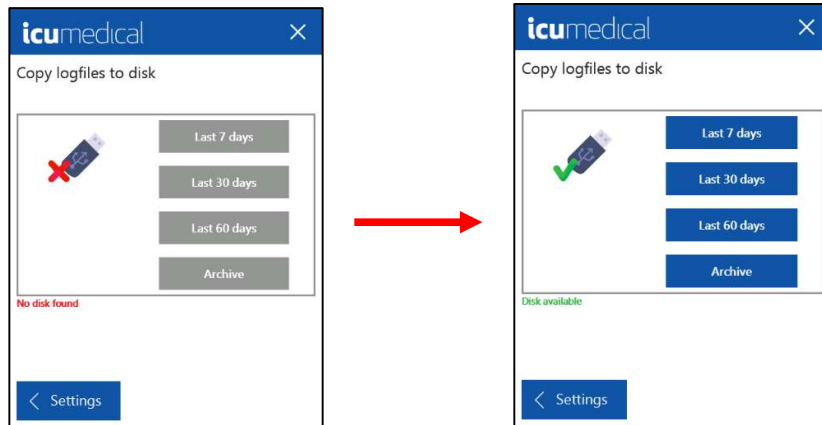 icumedical
Copy logfiles to disk
Last 7 days
Last 30 days
Last 60 days
Archive
No disk found
Settings
icumedical
Copy logfiles to disk
Last 7 days
Last 30 days
Last 60 days
Archive
Disk available
Settings